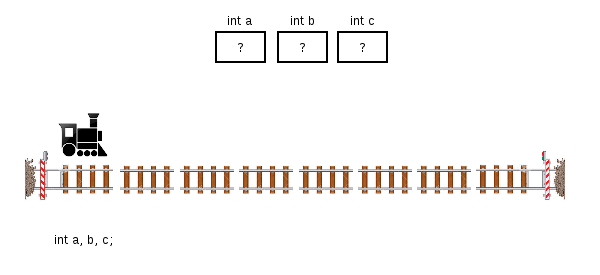 int a int b int c
? ? ?
int a, b, c;